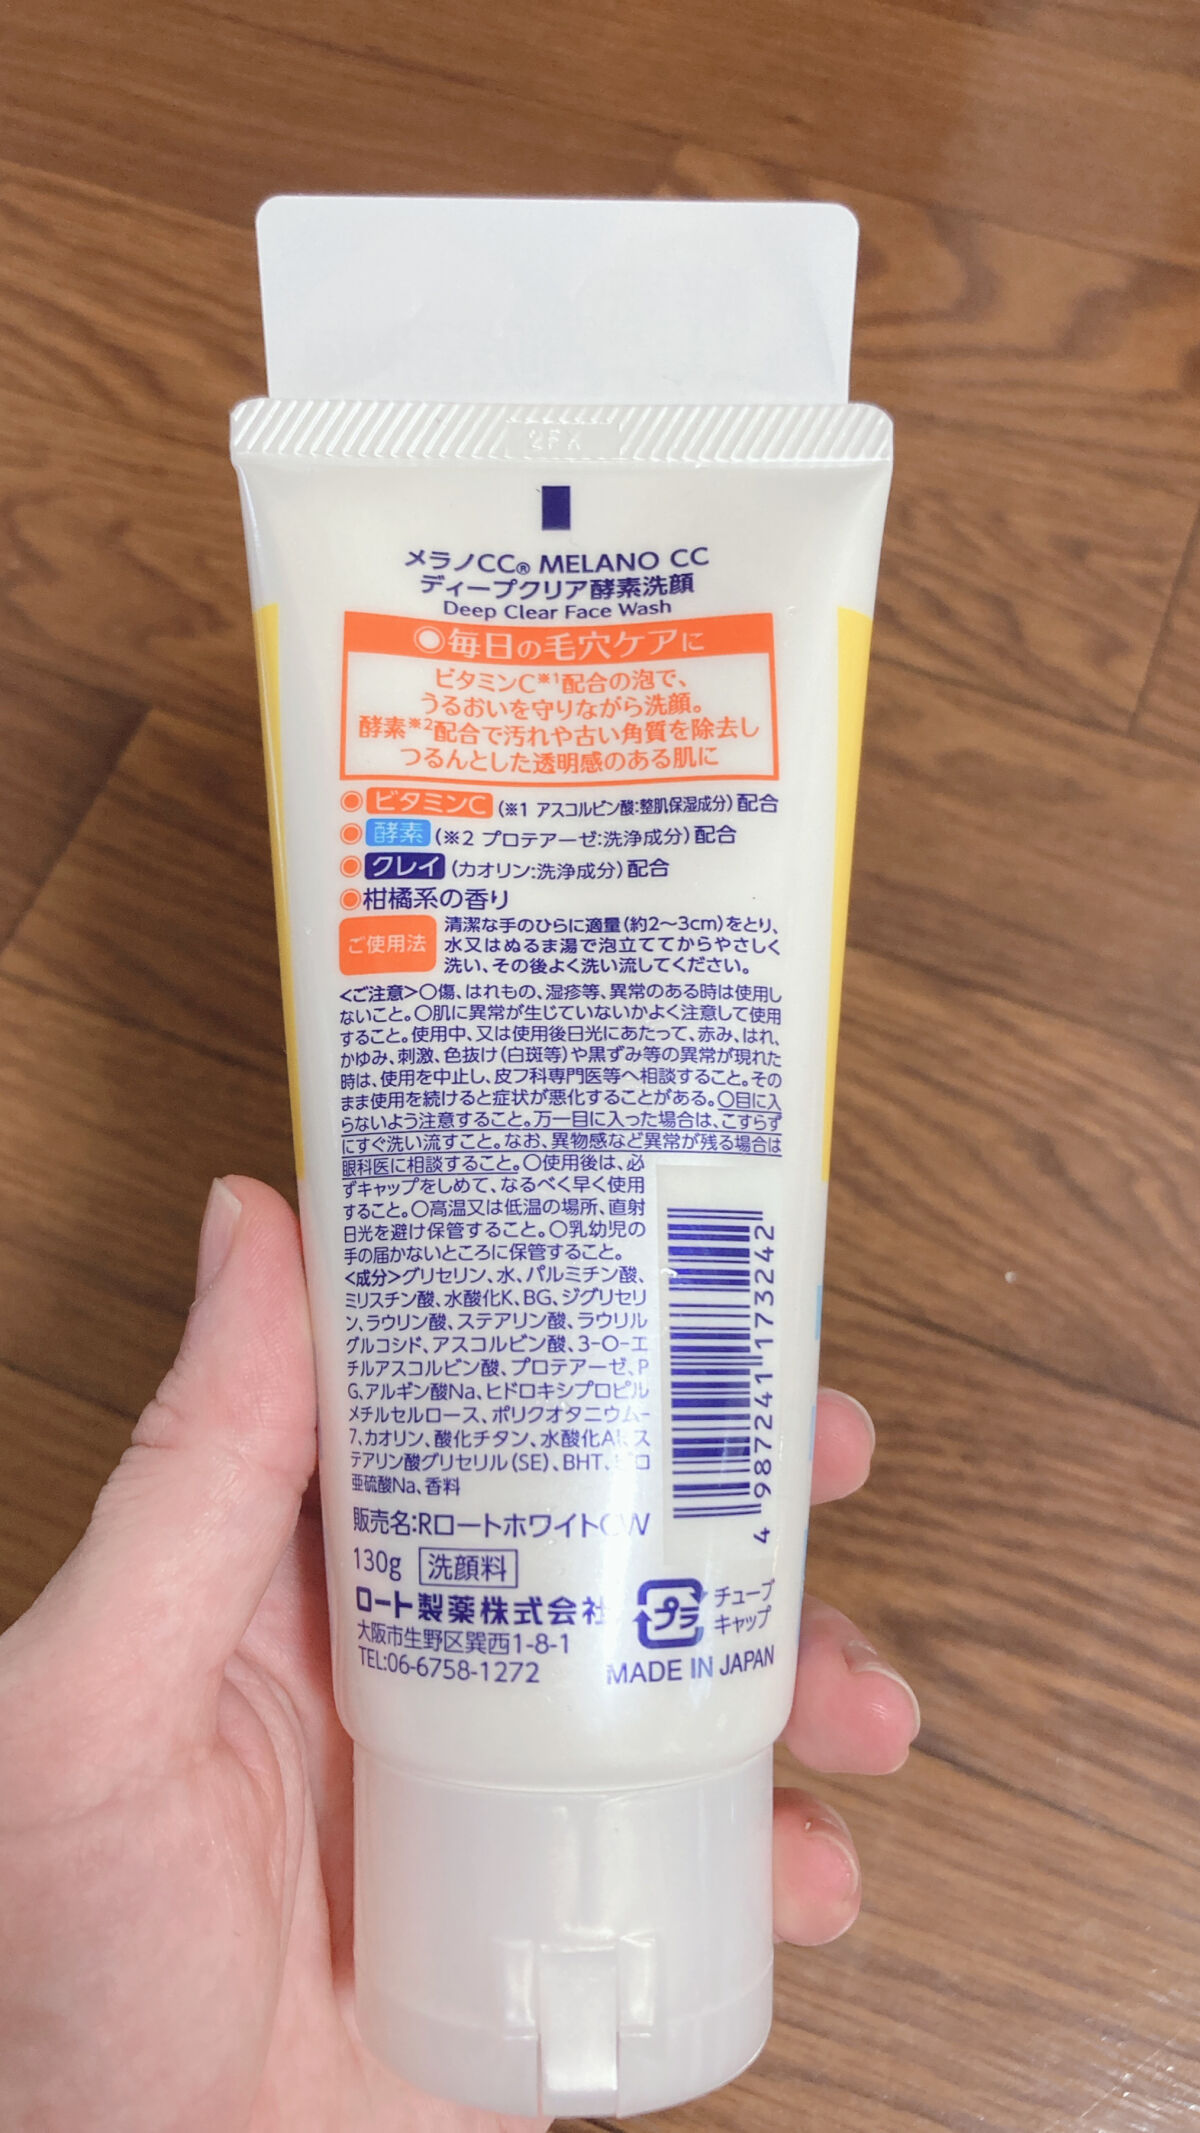 メラノCC® MELANO CC
ディープクリア酵素洗顔
Deep Clear Face Wash
◉毎日の毛穴ケアに
ビタミンC※1配合の泡で、
うるおいを守りながら洗顔。
酵素※2配合で汚れや古い角質を除去し
つるんとした透明感のある肌に
◉ビタミンC(※1 アスコルビン酸:整肌保湿成分)配合
◉酵素(※2 プロテアーゼ:洗浄成分)配合
◉クレイ(カオリン:洗浄成分)配合
◉柑橘系の香り
ご使用法
清潔な手のひらに適量(約2〜3cm)をとり、
水又はぬるま湯で泡立ててからやさしく
洗い、その後よく洗い流してください。
<ご注意>○傷、はれもの、湿疹等、異常のある時は使用し
ないこと。○肌に異常が生じていないかよく注意して使用
すること。使用中、又は使用後日光にあたって、赤み、はれ、
かゆみ、刺激、色抜け(白斑等)や黒ずみ等の異常が現れた
時は、使用を中止し、皮フ科専門医等へ相談すること。その
まま使用を続けると症状が悪化することがある。○目に入
らないよう注意すること。万一目に入った場合は、こすらず
にすぐ洗い流すこと。なお、異物感など異常が残る場合は
眼科医に相談すること。○使用後は、必
ずキャップをしめて、なるべく早く使用
すること。○高温又は低温の場所、直射
日光を避け保管すること。○乳幼児の
手の届かないところに保管すること。
<成分>グリセリン、水、パルミチン酸、
ミリスチン酸、水酸化K、BG、ジグリセリ
ン、ラウリン酸、ステアリン酸、ラウリル
グルコシド、アスコルビン酸、3-O-エ
チルアスコルビン酸、プロテアーゼ、P
G、アルギン酸Na、ヒドロキシプロピル
メチルセルロース、ポリクオタニウム-
7、カオリン、酸化チタン、水酸化Al、ス
テアリン酸グリセリル(SE)、BHT、ピロ
亜硫酸Na、香料
販売名:RロートホワイトCW
130g 洗顔料
ロート製薬株式会社
大阪市生野区巽西1-8-1
TEL:06-6758-1272
4 987241 173242
プラ
チューブ
キャップ
MADE IN JAPAN